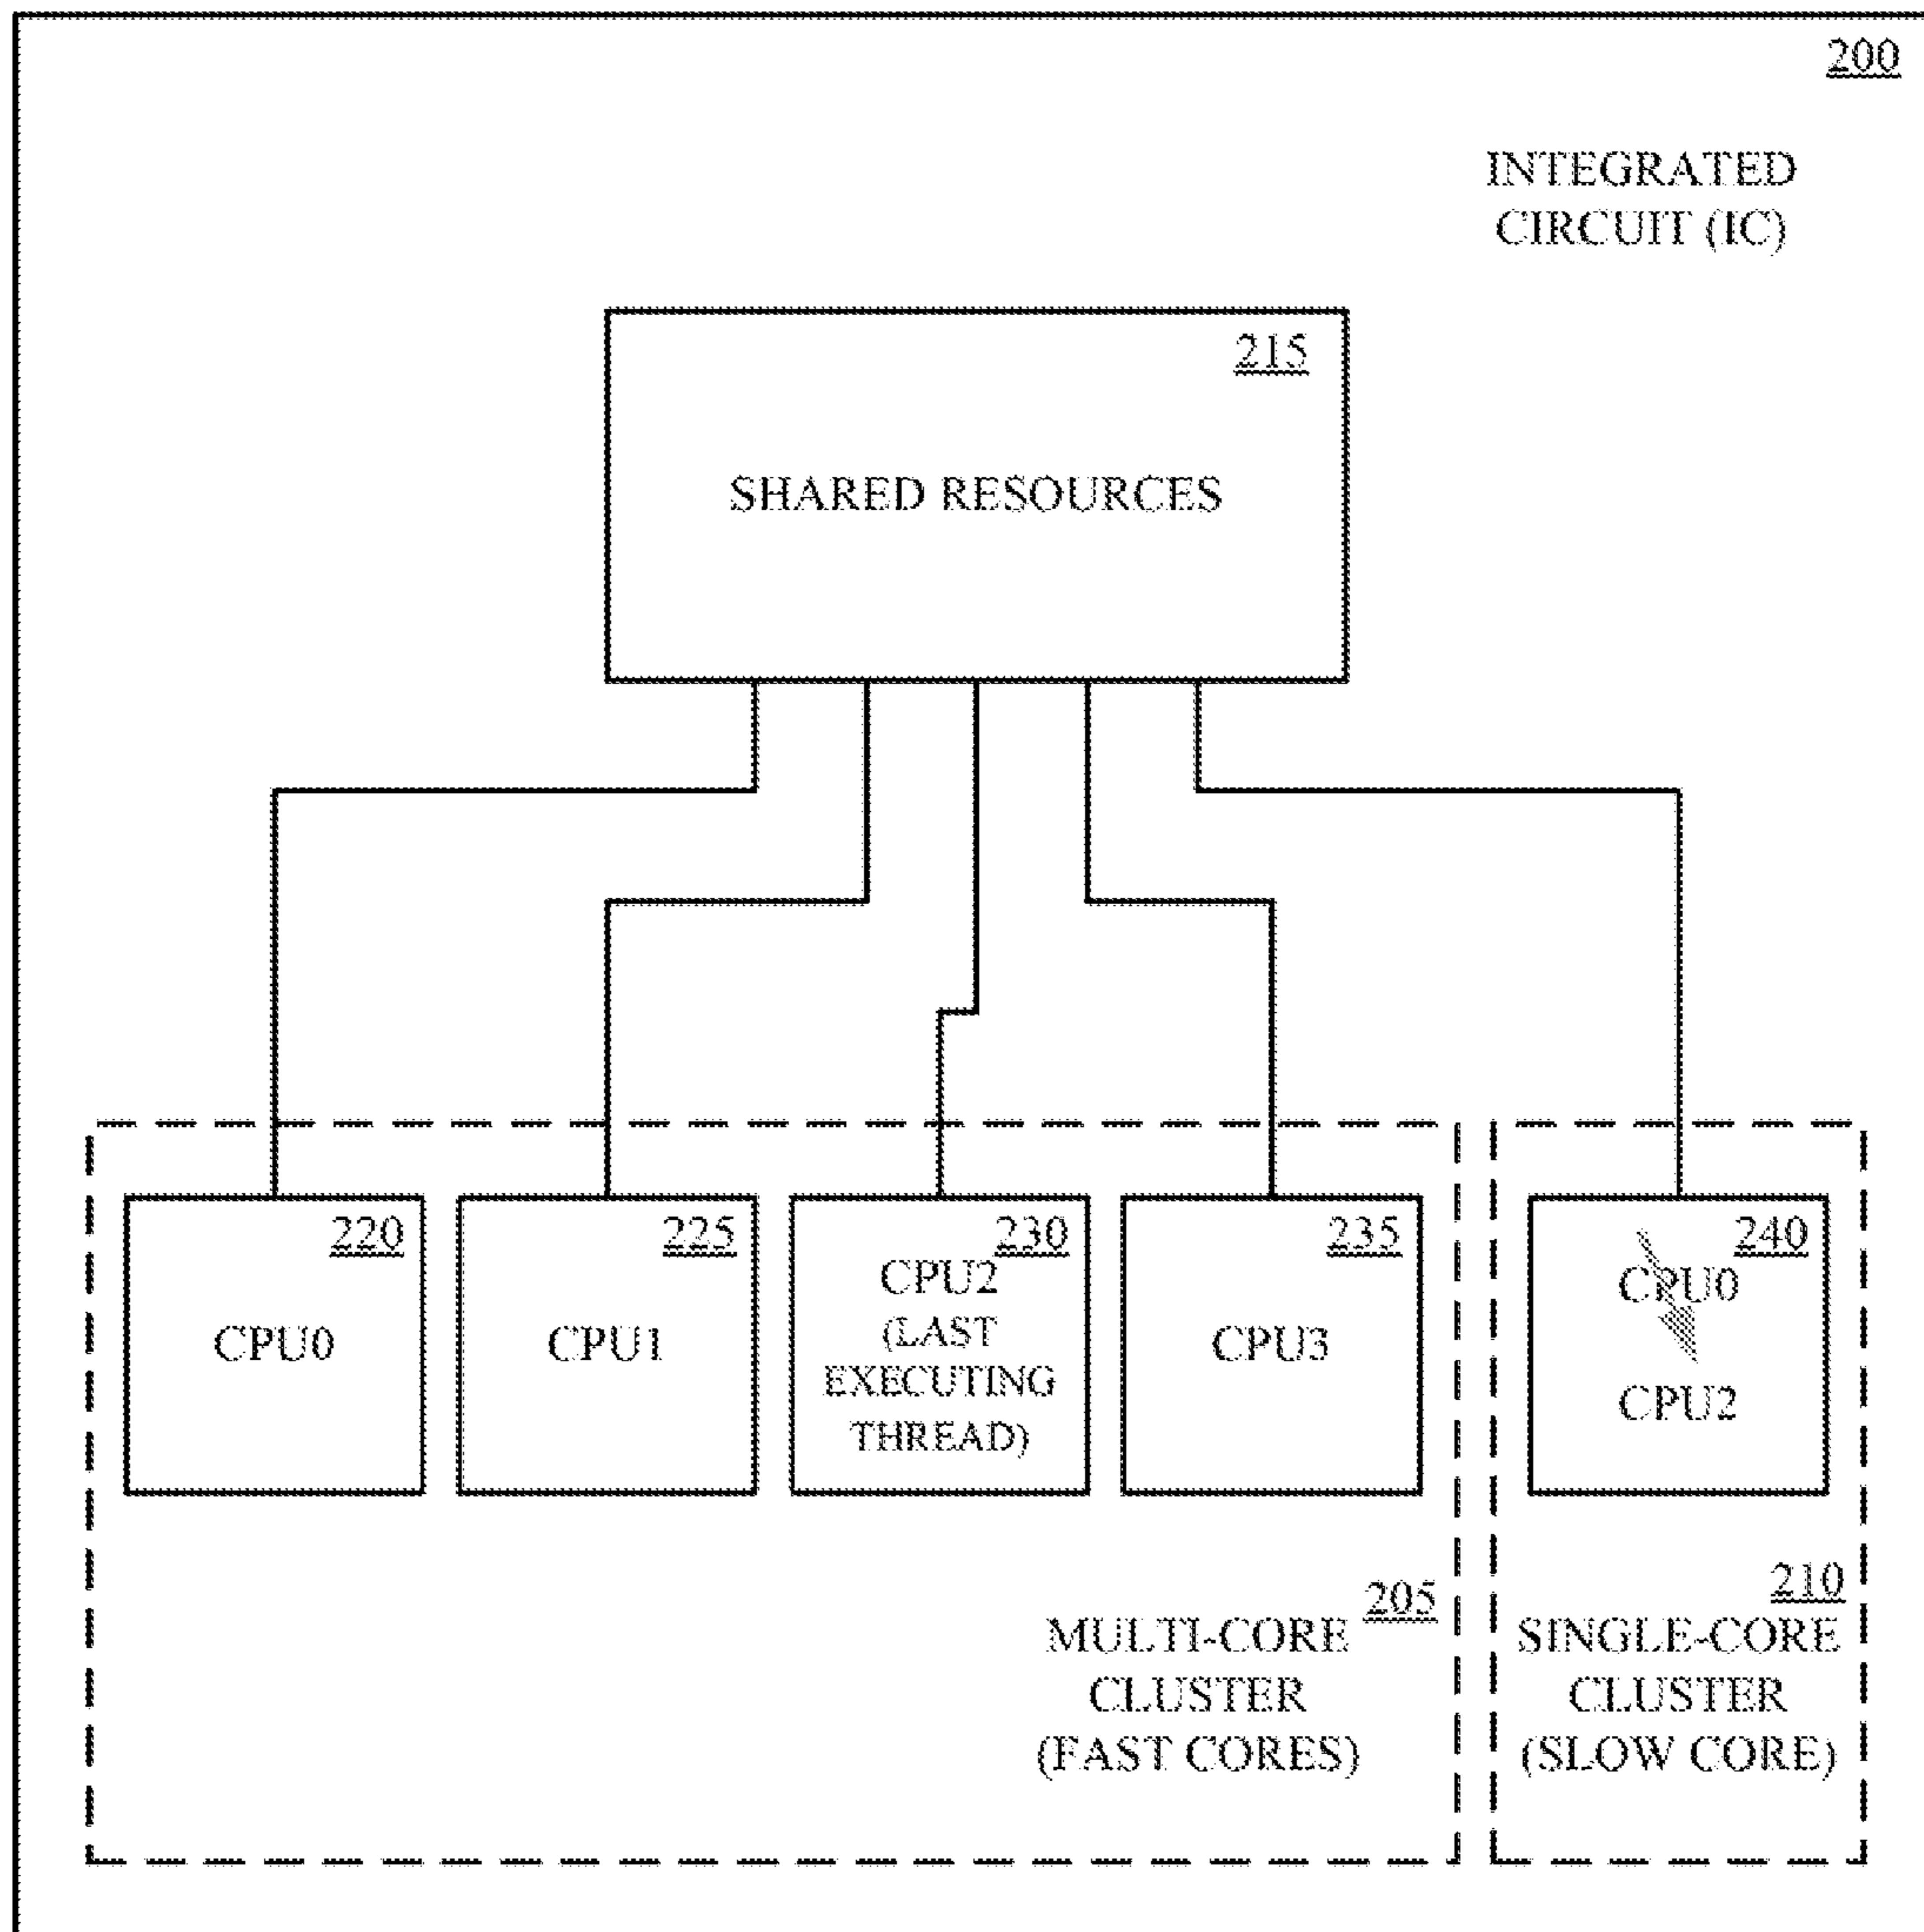 200
INTEGRATED
CIRCUIT (IC)
215
SHARED RESOURCES
220
CPU0
225
CPU1
230
CPU2
(LAST
EXECUTING
THREAD)
235
CPU3
240
CPU0
CPU2
205
MULTI-CORE
CLUSTER
(FAST CORES)
210
SINGLE-CORE
CLUSTER
(SLOW CORE)